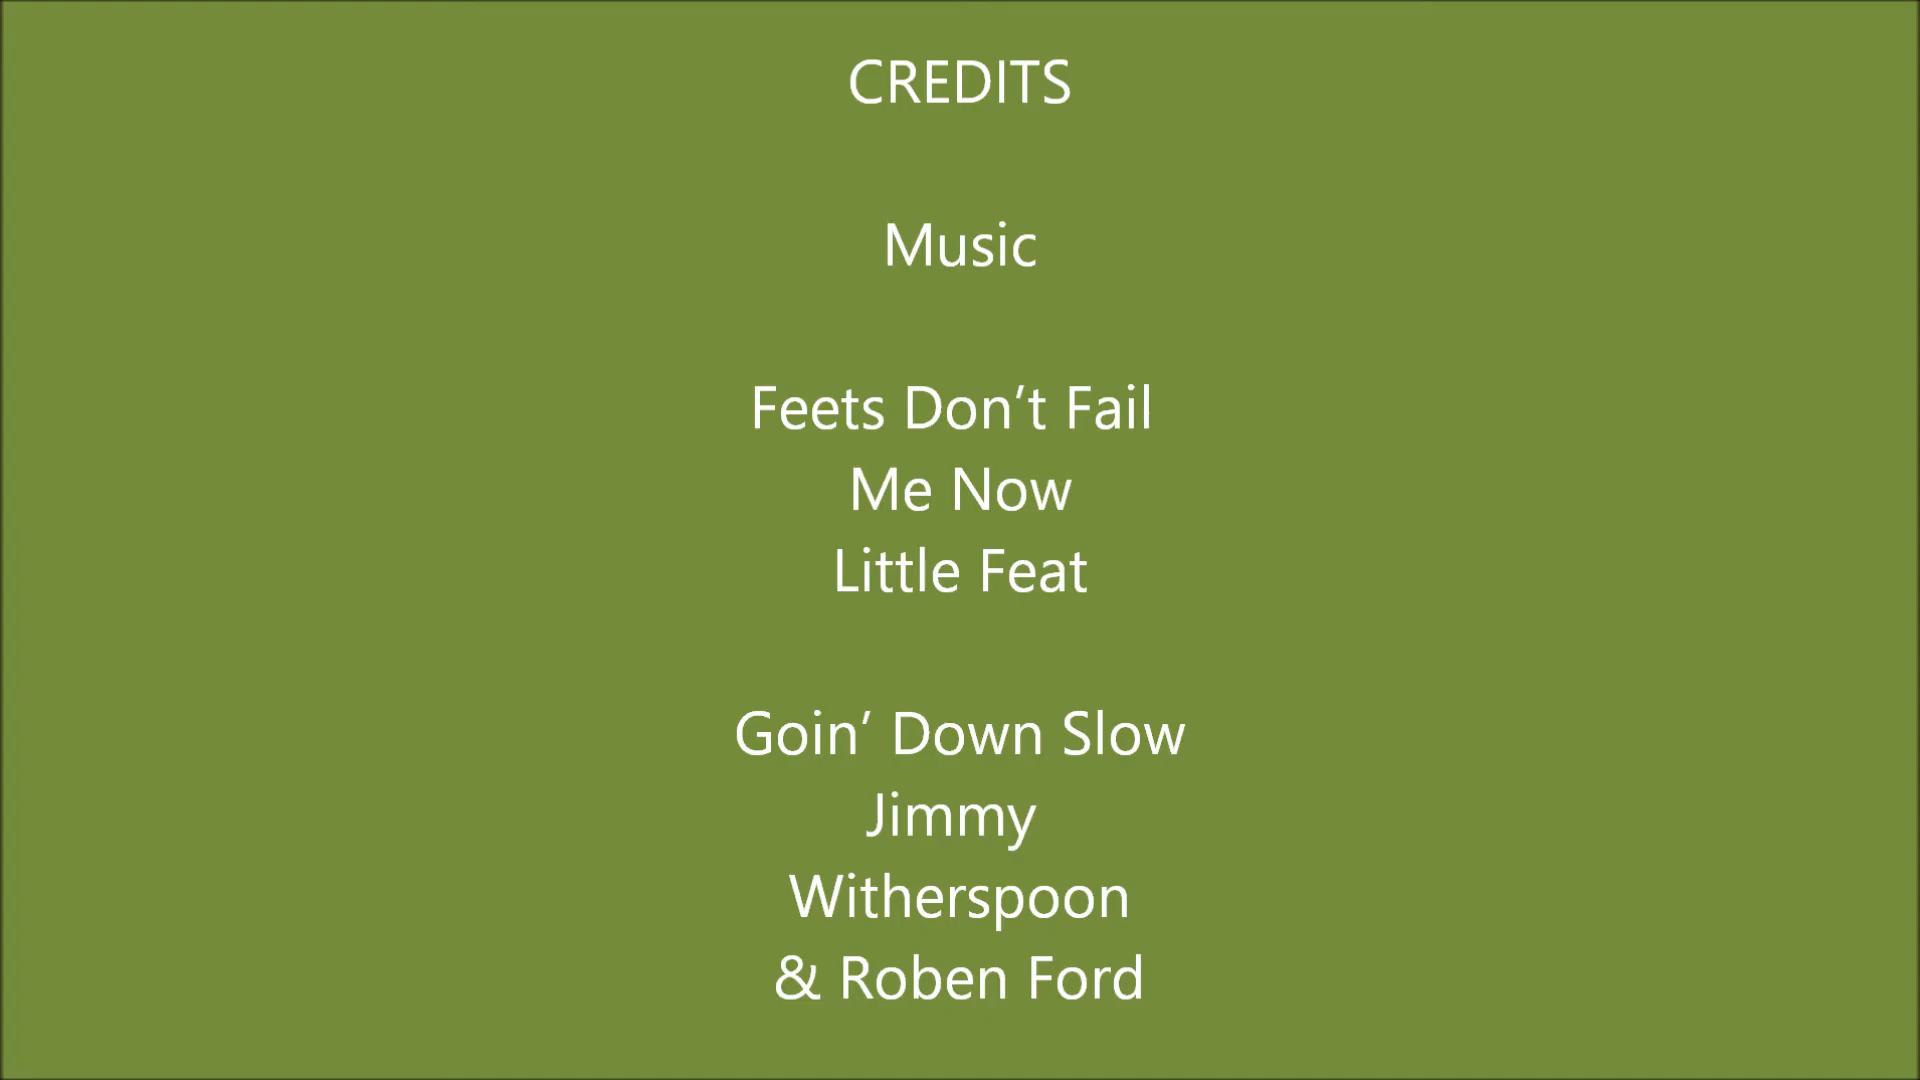 CREDITS
Music
Feets Don’t Fail
Me Now
Little Feat
Goin’ Down Slow
Jimmy
Witherspoon
& Roben Ford